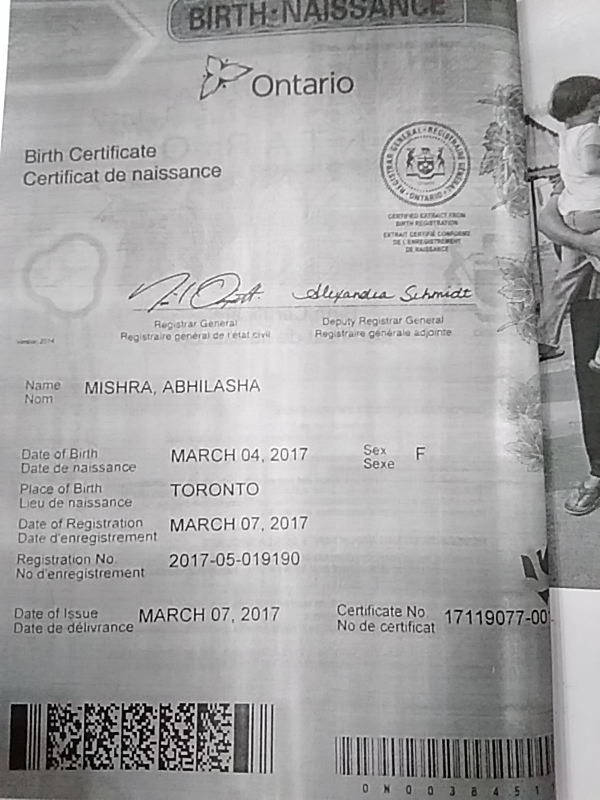 BIRTH·NAISSANCE
Ontario
Birth Certificate
Certificat de naissance
REGISTRAR GENERAL · REGISTRAIRE GÉNÉRAL · ONTARIO
CERTIFIED EXTRACT FROM
BIRTH REGISTRATION
EXTRAIT CERTIFIÉ CONFORME
DE L'ENREGISTREMENT
DE NAISSANCE
Alexandra Schmidt
Registrar General
Registraire général de l'état civil
Deputy Registrar General
Registraire générale adjointe
Version 2014
Name
Nom
MISHRA, ABHILASHA
Date of Birth
Date de naissance
MARCH 04, 2017
Sex
Sexe
F
Place of Birth
Lieu de naissance
TORONTO
Date of Registration
Date d'enregistrement
MARCH 07, 2017
Registration No.
No d'enregistrement
2017-05-019190
Date of Issue
Date de délivrance
MARCH 07, 2017
Certificate No.
No de certificat
17119077-00
0 N 0 0 3 8 4 5 1